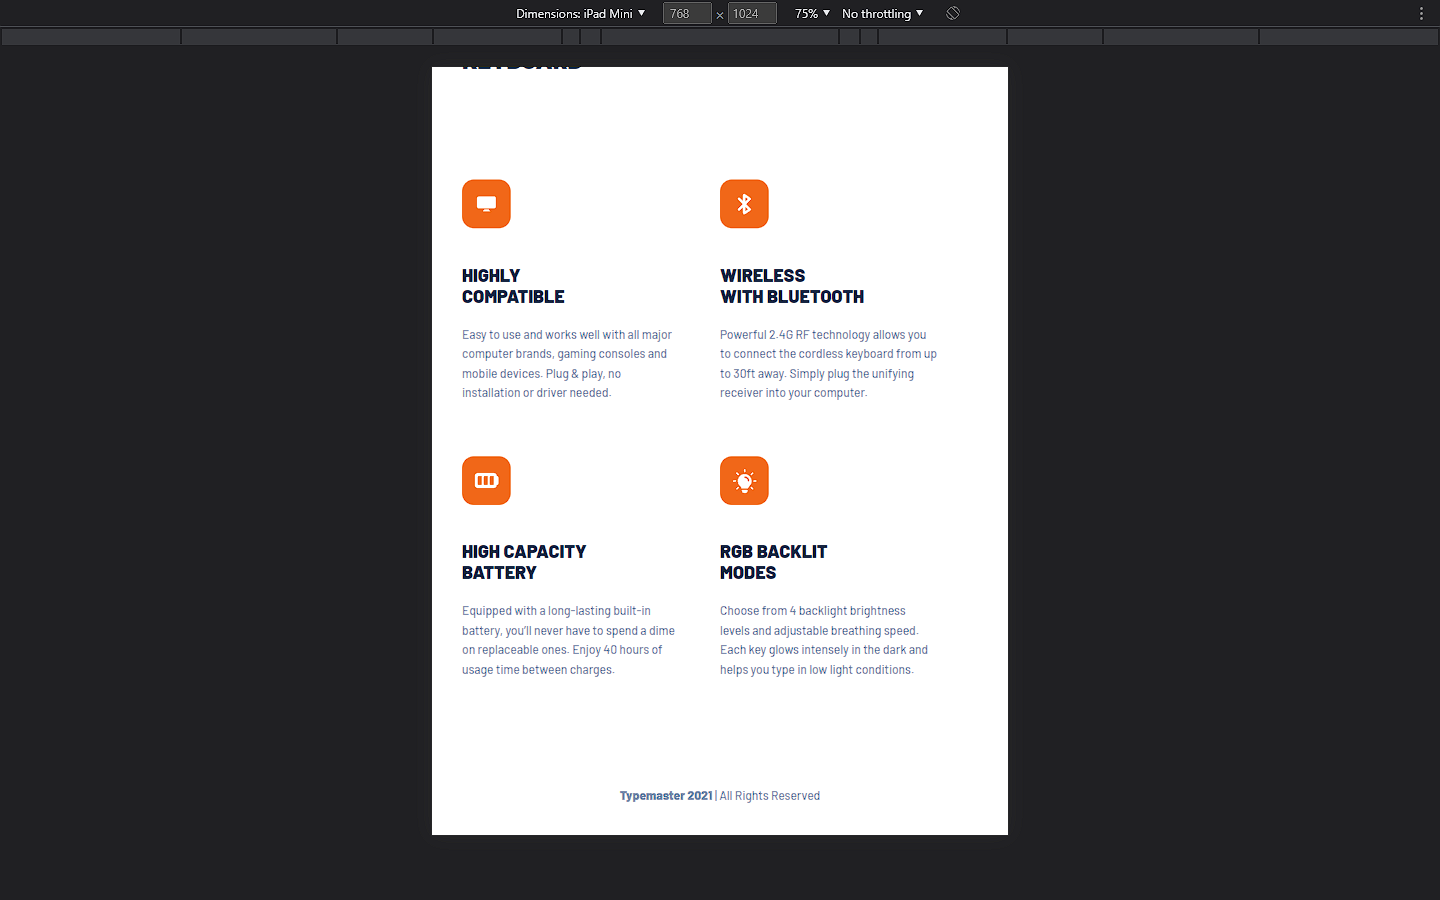 Dimensions: iPad Mini 768 × 1024 75% No throttling
KEYBOARD
HIGHLY
COMPATIBLE
Easy to use and works well with all major
computer brands, gaming consoles and
mobile devices. Plug & play, no
installation or driver needed.
WIRELESS
WITH BLUETOOTH
Powerful 2.4G RF technology allows you
to connect the cordless keyboard from up
to 30ft away. Simply plug the unifying
receiver into your computer.
HIGH CAPACITY
BATTERY
Equipped with a long-lasting built-in
battery, you'll never have to spend a dime
on replaceable ones. Enjoy 40 hours of
usage time between charges.
RGB BACKLIT
MODES
Choose from 4 backlight brightness
levels and adjustable breathing speed.
Each key glows intensely in the dark and
helps you type in low light conditions.
Typemaster 2021 | All Rights Reserved